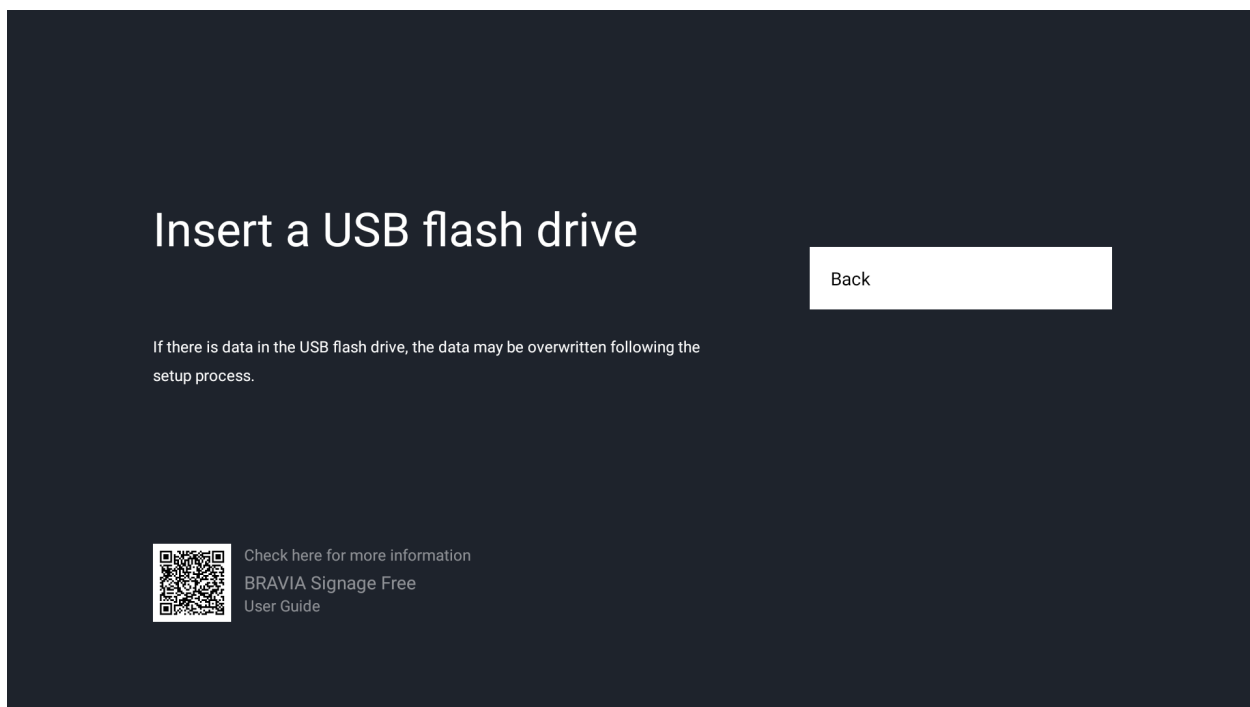 Insert a USB flash drive
Back
If there is data in the USB flash drive, the data may be overwritten following the
setup process.
Check here for more information
BRAVIA Signage Free
User Guide